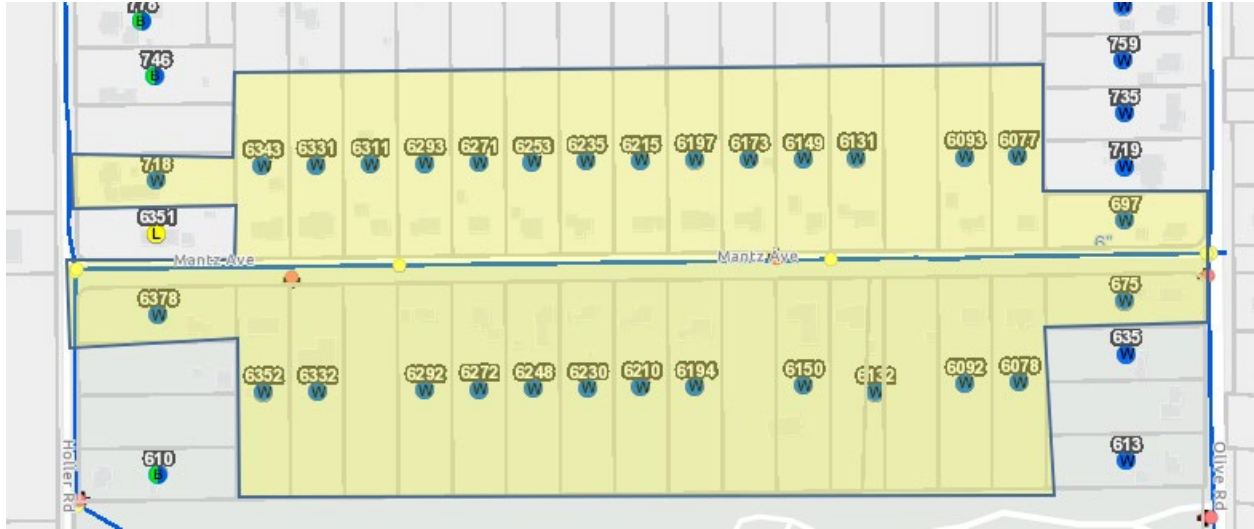 778
B
746
B
W
759
W
735
W
719
W
6343 6331 6311 6293 6271 6253 6235 6215 6197 6173 6149 6131 6093 6077
W W W W W W W W W W W W W W
718
W
697
W
6351
L
6"
Mantz Ave
Mantz Ave
6378
W
675
W
635
W
6352 6332 6292 6272 6248 6230 6210 6194 6150 6132 6092 6078
W W W W W W W W W W W W
610
B
613
W
Holler Rd
Olive Rd